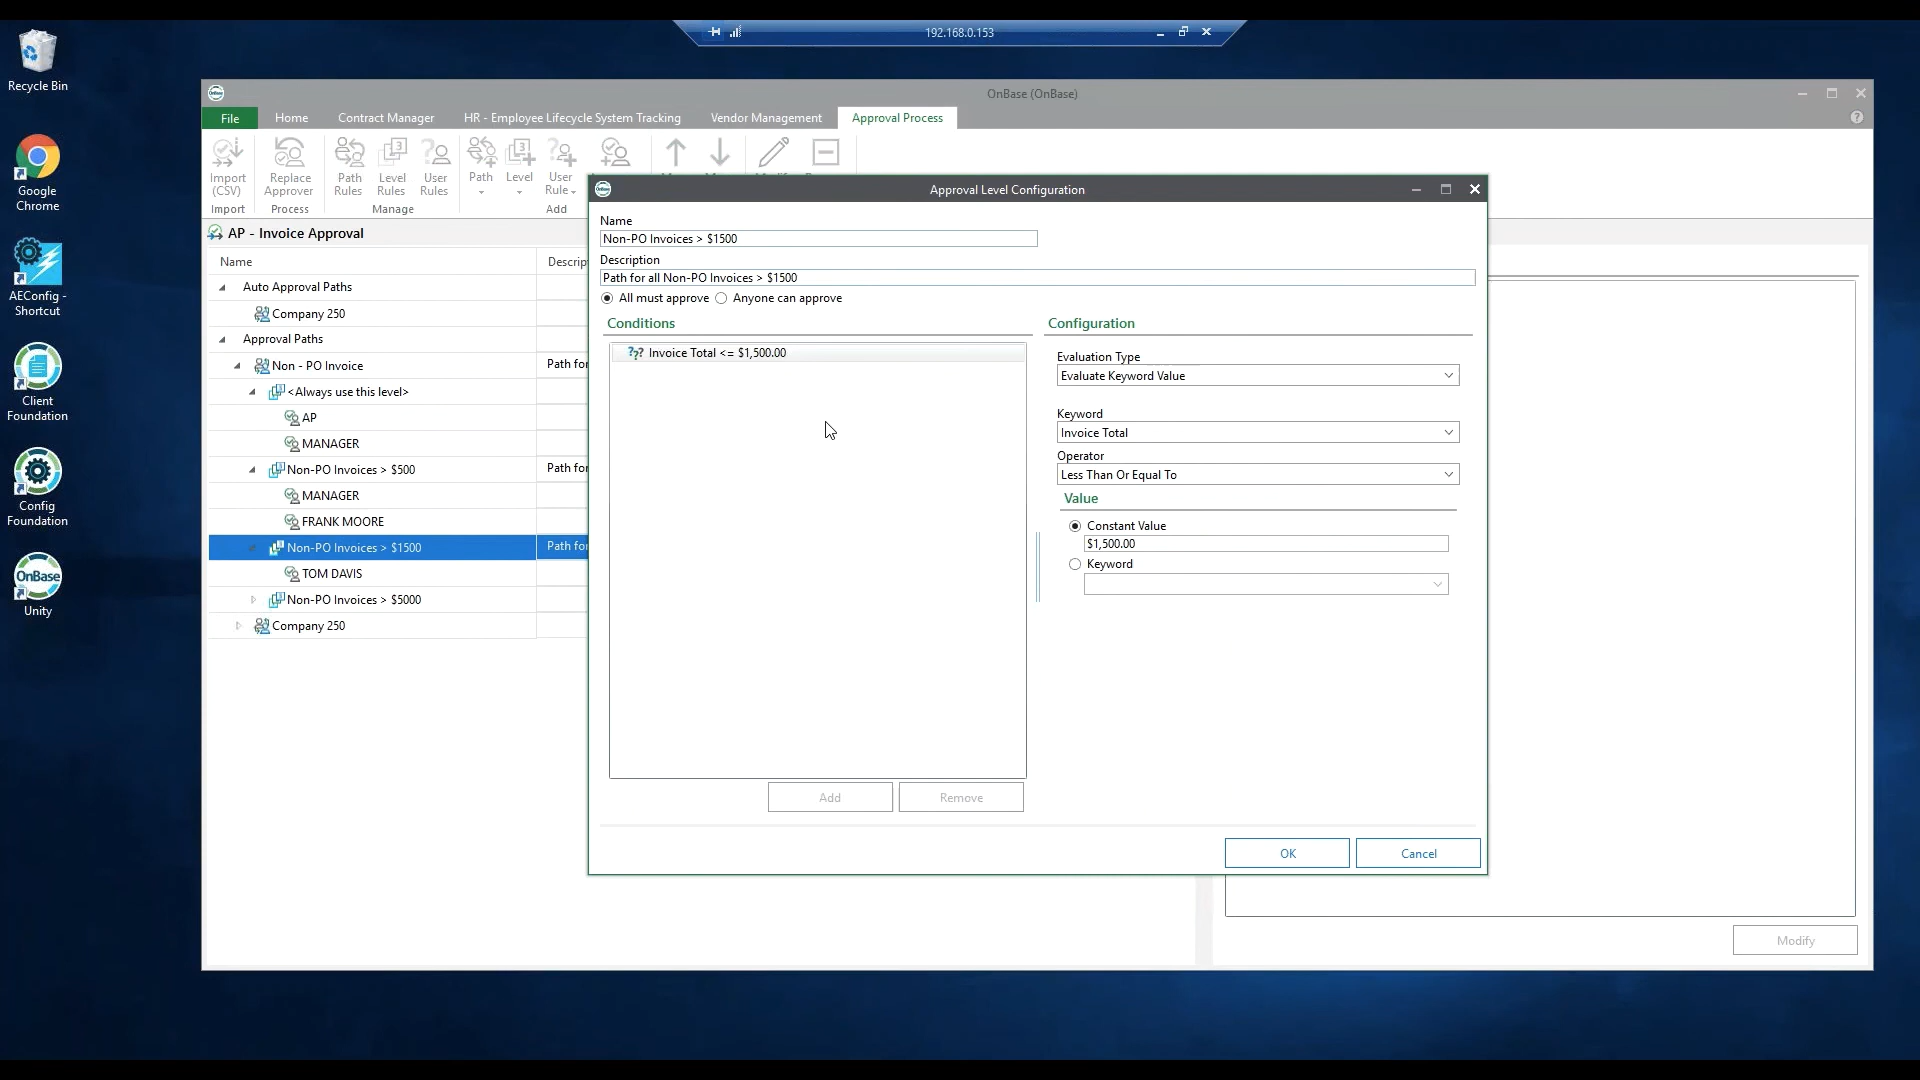 192.168.0.153
Recycle Bin
Google
Chrome
AEConfig -
Shortcut
Client
Foundation
Config
Foundation
OnBase
Unity
OnBase (OnBase)
File
Home
Contract Manager
HR - Employee Lifecycle System Tracking
Vendor Management
Approval Process
Import
(CSV)
Replace
Approver
Path
Rules
Level
Rules
User
Rules
Path
Level
User
Rule
Import
Process
Manage
Add
AP - Invoice Approval
Name
Descrip
Auto Approval Paths
Company 250
Approval Paths
Non - PO Invoice
Path for
<Always use this level>
AP
MANAGER
Non-PO Invoices > $500
Path for
MANAGER
FRANK MOORE
Non-PO Invoices > $1500
Path for
TOM DAVIS
Non-PO Invoices > $5000
Company 250
Approval Level Configuration
Name
Non-PO Invoices > $1500
Description
Path for all Non-PO Invoices > $1500
All must approve
Anyone can approve
Conditions
??? Invoice Total <= $1,500.00
Add
Remove
Configuration
Evaluation Type
Evaluate Keyword Value
Keyword
Invoice Total
Operator
Less Than Or Equal To
Value
Constant Value
$1,500.00
Keyword
OK
Cancel
Modify